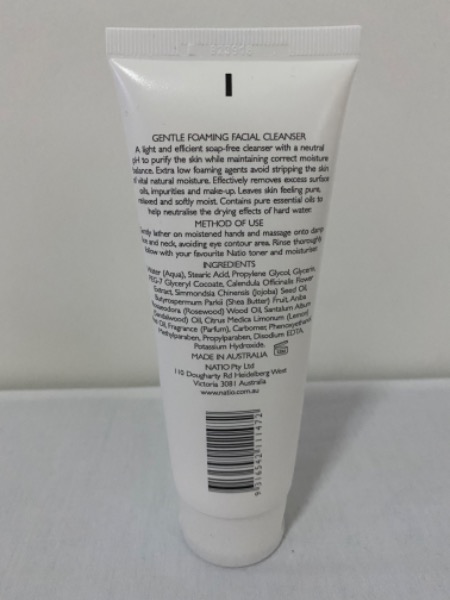 GENTLE FOAMING FACIAL CLEANSER
A light and efficient soap-free cleanser with a neutral
pH to purify the skin while maintaining correct moisture
balance. Extra low foaming agents avoid stripping the skin
of vital natural moisture. Effectively removes excess surface
oils, impurities and make-up. Leaves skin feeling pure,
relaxed and softly moist. Contains pure essential oils to
help neutralise the drying effects of hard water.
METHOD OF USE
lather on moistened hands and massage onto damp
face and neck, avoiding eye contour area. Rinse thoroughly.
Follow with your favourite Natio toner and moisturiser.
INGREDIENTS
Water (Aqua), Stearic Acid, Propylene Glycol, Glycerin,
PEG-7 Glyceryl Cocoate, Calendula Officinalis Flower
Extract, Simmondsia Chinensis (Jojoba) Seed Oil,
Butyrospermum Parkii (Shea Butter) Fruit, Aniba
(Rosewood) Wood Oil, Santalum Album
(Sandalwood) Oil, Citrus Medica Limonum (Lemon)
Oil, Fragrance (Parfum), Carbomer, Phenoxyethanol,
Methylparaben, Propylparaben, Disodium EDTA,
Potassium Hydroxide.
MADE IN AUSTRALIA
NATIO Pty Ltd
110 Dougharty Rd Heidelberg West
Victoria 3081 Australia
www.natio.com.au
9 316542 111472